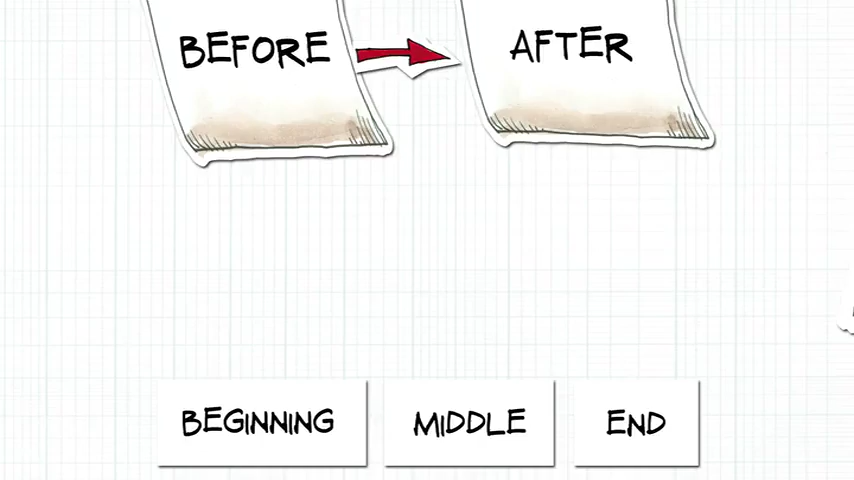 BEFORE
AFTER
BEGINNING
MIDDLE
END